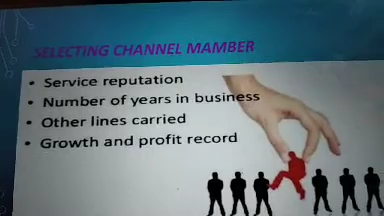 SELECTING CHANNEL MAMBER
• Service reputation
• Number of years in business
• Other lines carried
• Growth and profit record